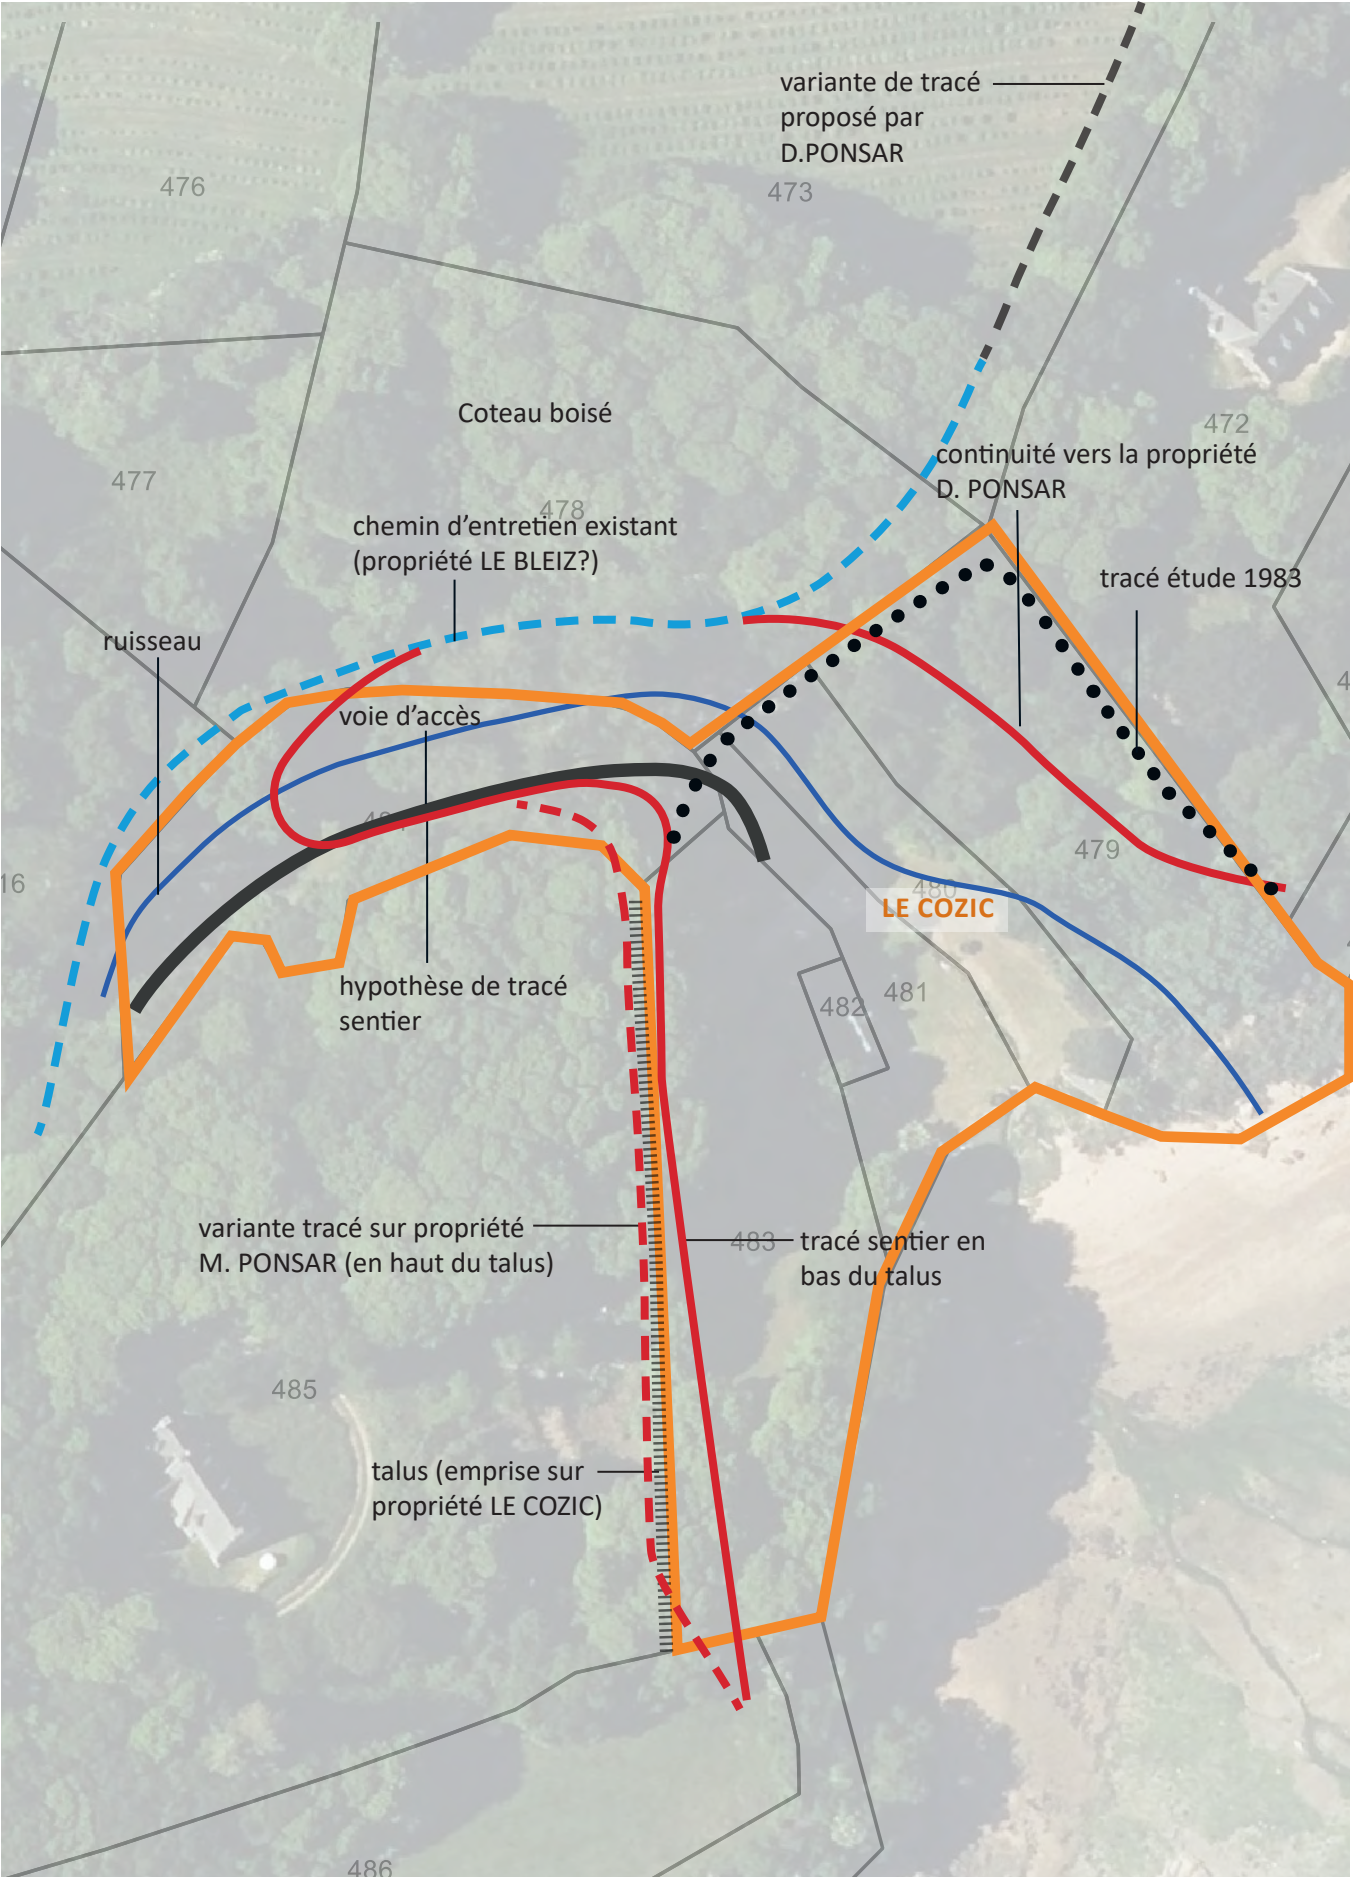 variante de tracé
proposé par
D.PONSAR
476
473
Coteau boisé
472
continuité vers la propriété
D. PONSAR
477
478
chemin d’entretien existant
(propriété LE BLEIZ?)
tracé étude 1983
ruisseau
voie d’accès
479
16
480
LE COZIC
hypothèse de tracé
sentier
481
482
variante tracé sur propriété
M. PONSAR (en haut du talus)
483
tracé sentier en
bas du talus
485
talus (emprise sur
propriété LE COZIC)
486